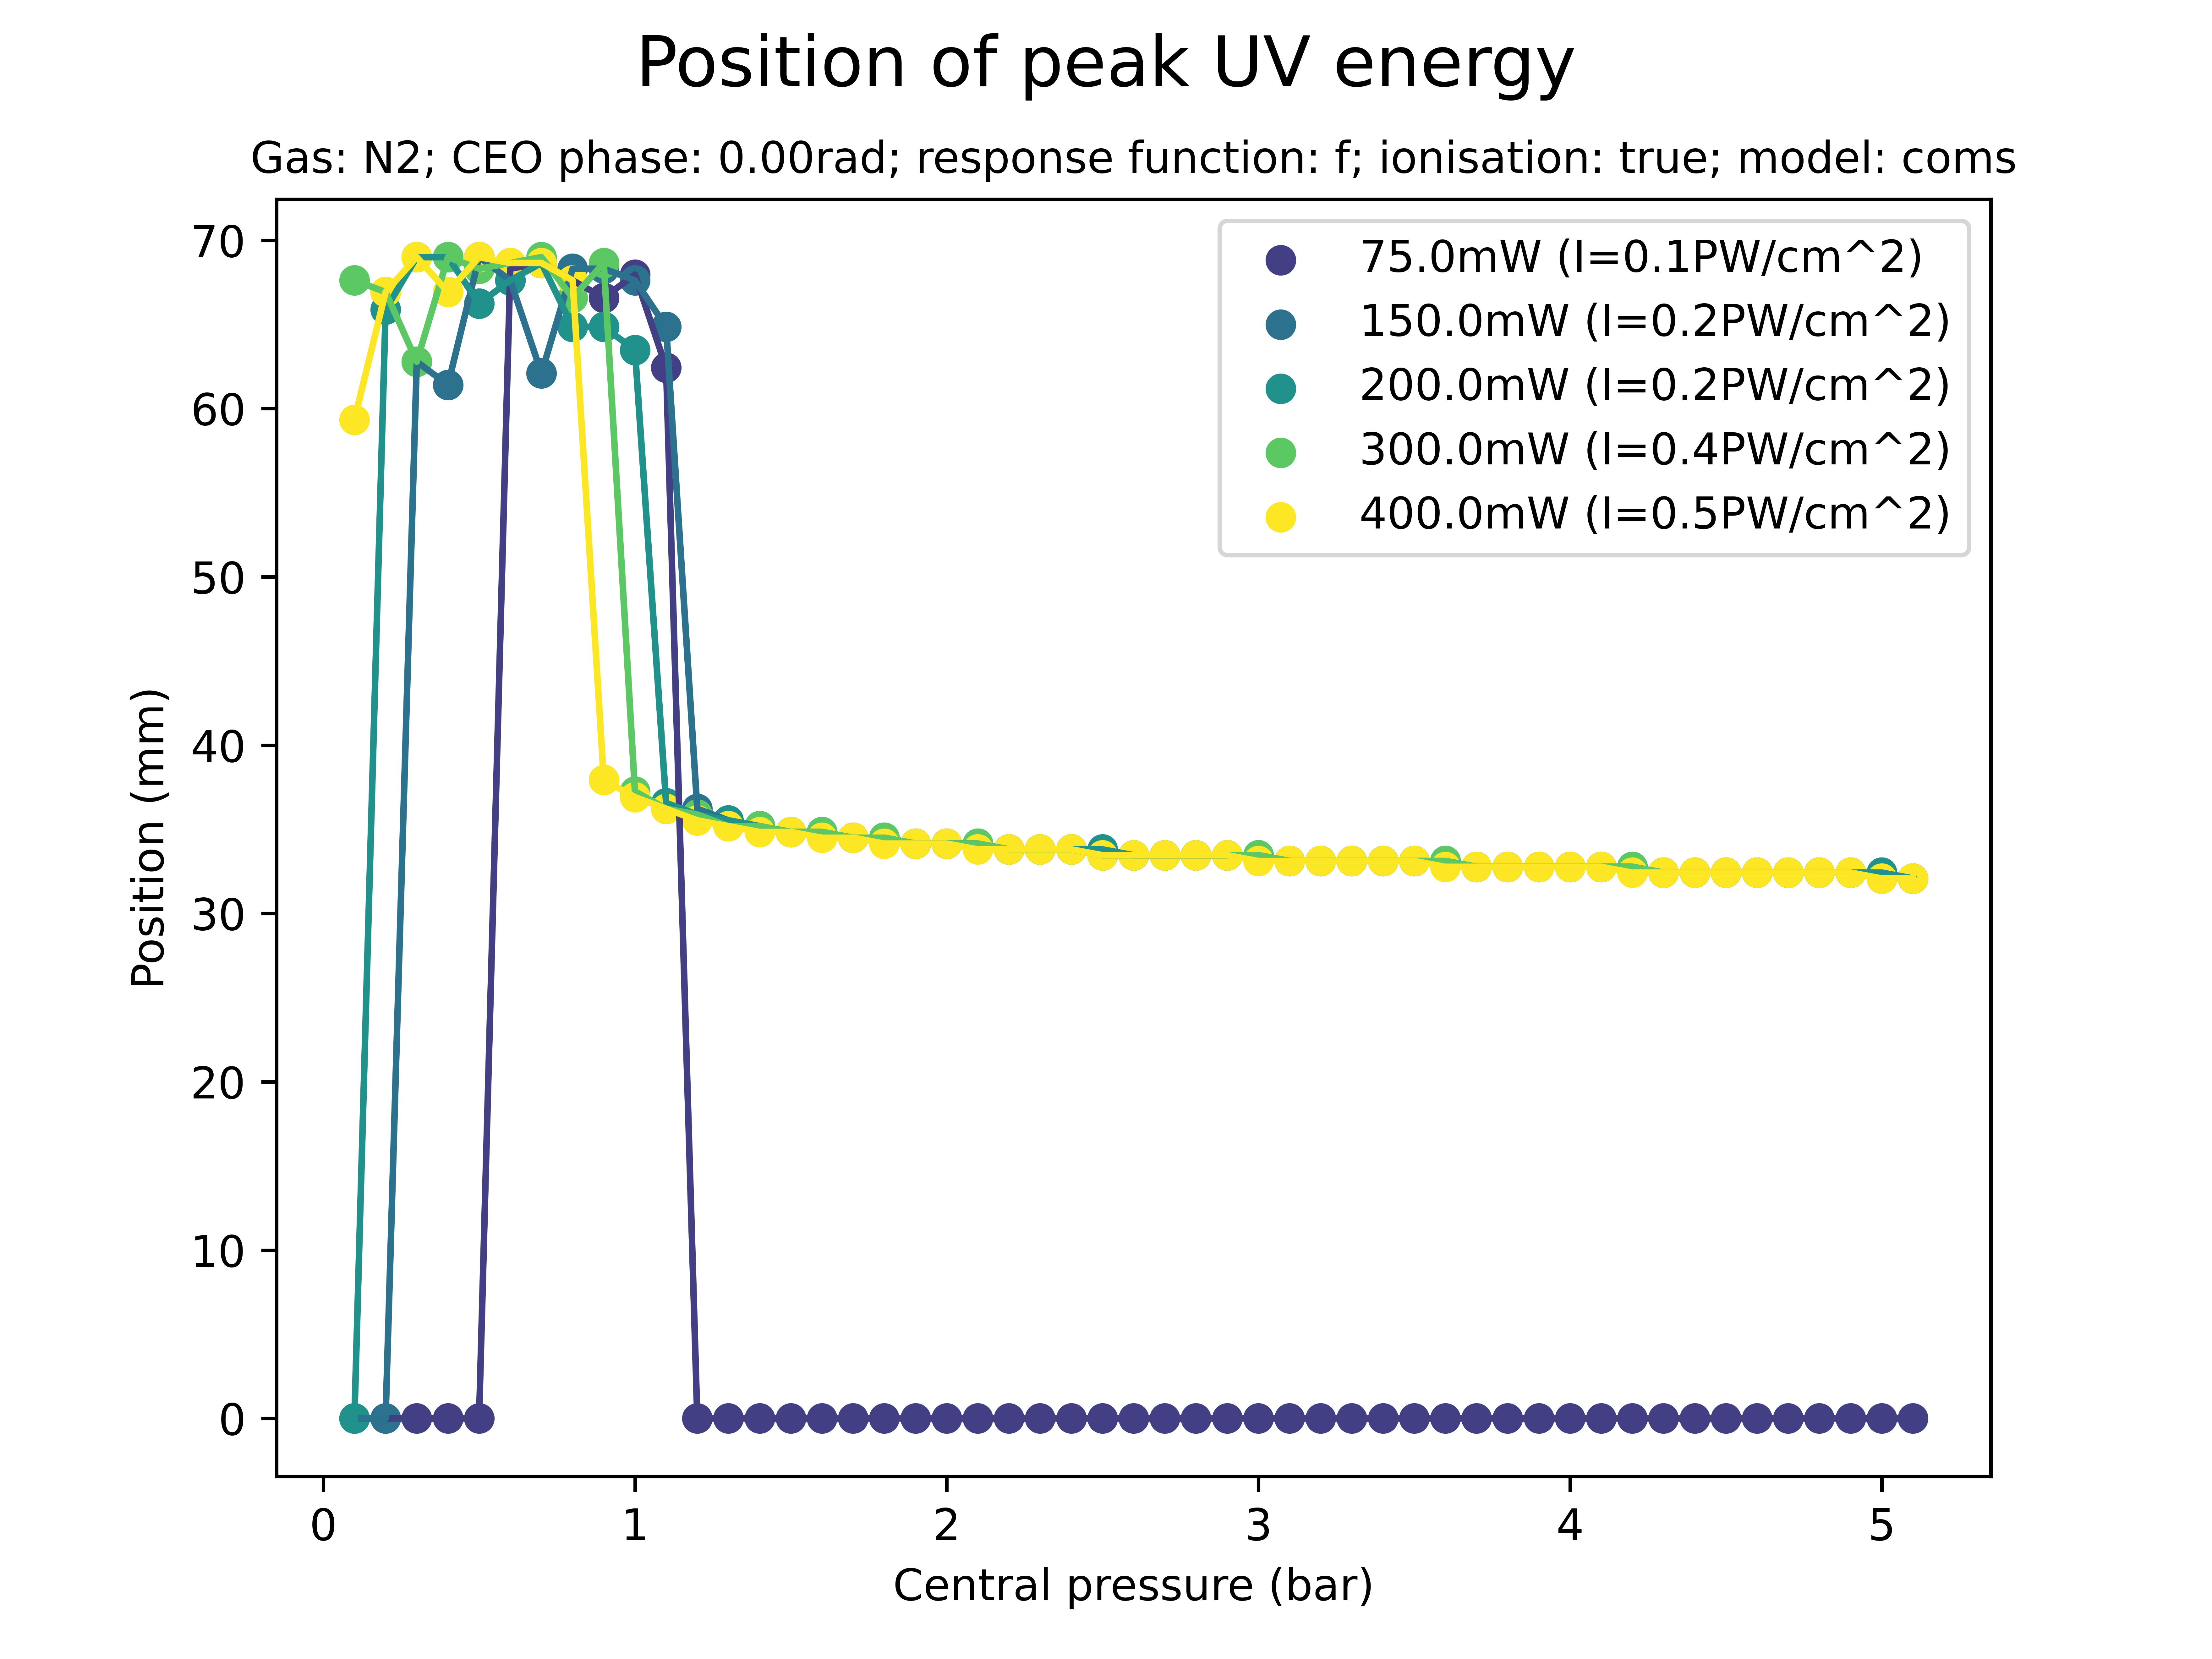 Position of peak UV energy
Gas: N2; CEO phase: 0.00rad; response function: f; ionisation: true; model: coms
75.0mW (I=0.1PW/cm^2)
150.0mW (I=0.2PW/cm^2)
200.0mW (I=0.2PW/cm^2)
300.0mW (I=0.4PW/cm^2)
400.0mW (I=0.5PW/cm^2)
Position (mm)
70
60
50
40
30
20
10
0
0 1 2 3 4 5
Central pressure (bar)